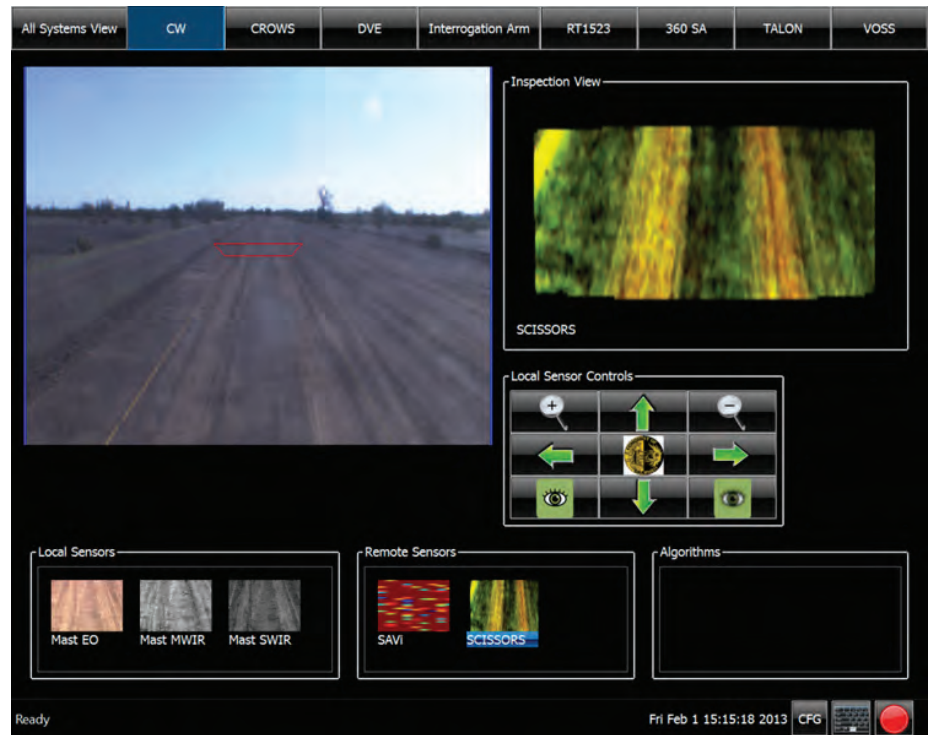 All Systems View CW CROWS DVE Interrogation Arm RT1523 360 SA TALON VOSS
Inspection View
SCISSORS
Local Sensor Controls
Local Sensors
Mast EO Mast MWIR Mast SWIR
Remote Sensors
SAVi SCISSORS
Algorithms
Ready
Fri Feb 1 15:15:18 2013 CFG